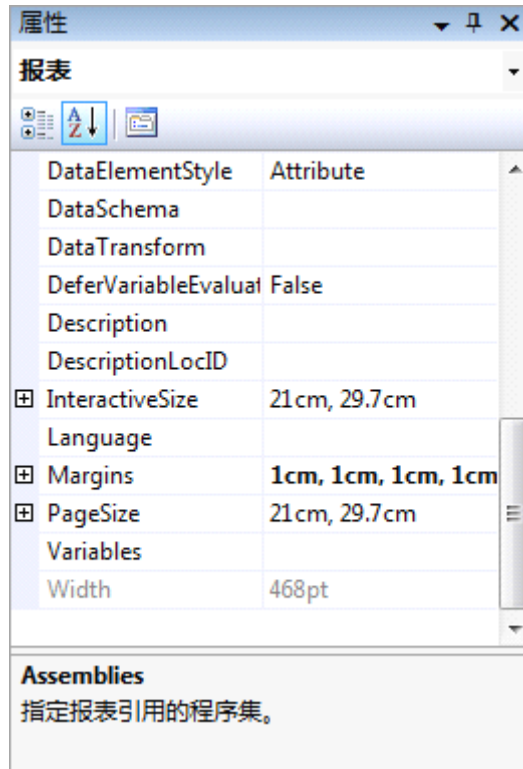 属性
报表
DataElementStyle Attribute
DataSchema
DataTransform
DeferVariableEvaluat False
Description
DescriptionLocID
InteractiveSize 21cm, 29.7cm
Language
Margins 1cm, 1cm, 1cm, 1cm
PageSize 21cm, 29.7cm
Variables
Width 468pt
Assemblies
指定报表引用的程序集。